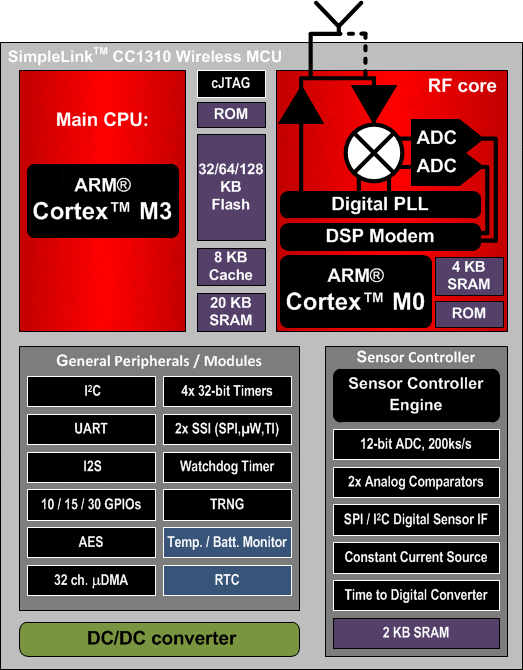 SimpleLink™ CC1310 Wireless MCU
Main CPU:
ARM®
Cortex™ M3
cJTAG
ROM
32/64/128
KB
Flash
8 KB
Cache
20 KB
SRAM
RF core
ADC
ADC
Digital PLL
DSP Modem
ARM®
Cortex™ M0
4 KB
SRAM
ROM
General Peripherals / Modules
I²C
4x 32-bit Timers
UART
2x SSI (SPI,µW,TI)
I2S
Watchdog Timer
10 / 15 / 30 GPIOs
TRNG
AES
Temp. / Batt. Monitor
32 ch. µDMA
RTC
Sensor Controller
Sensor Controller
Engine
12-bit ADC, 200ks/s
2x Analog Comparators
SPI / I²C Digital Sensor IF
Constant Current Source
Time to Digital Converter
2 KB SRAM
DC/DC converter